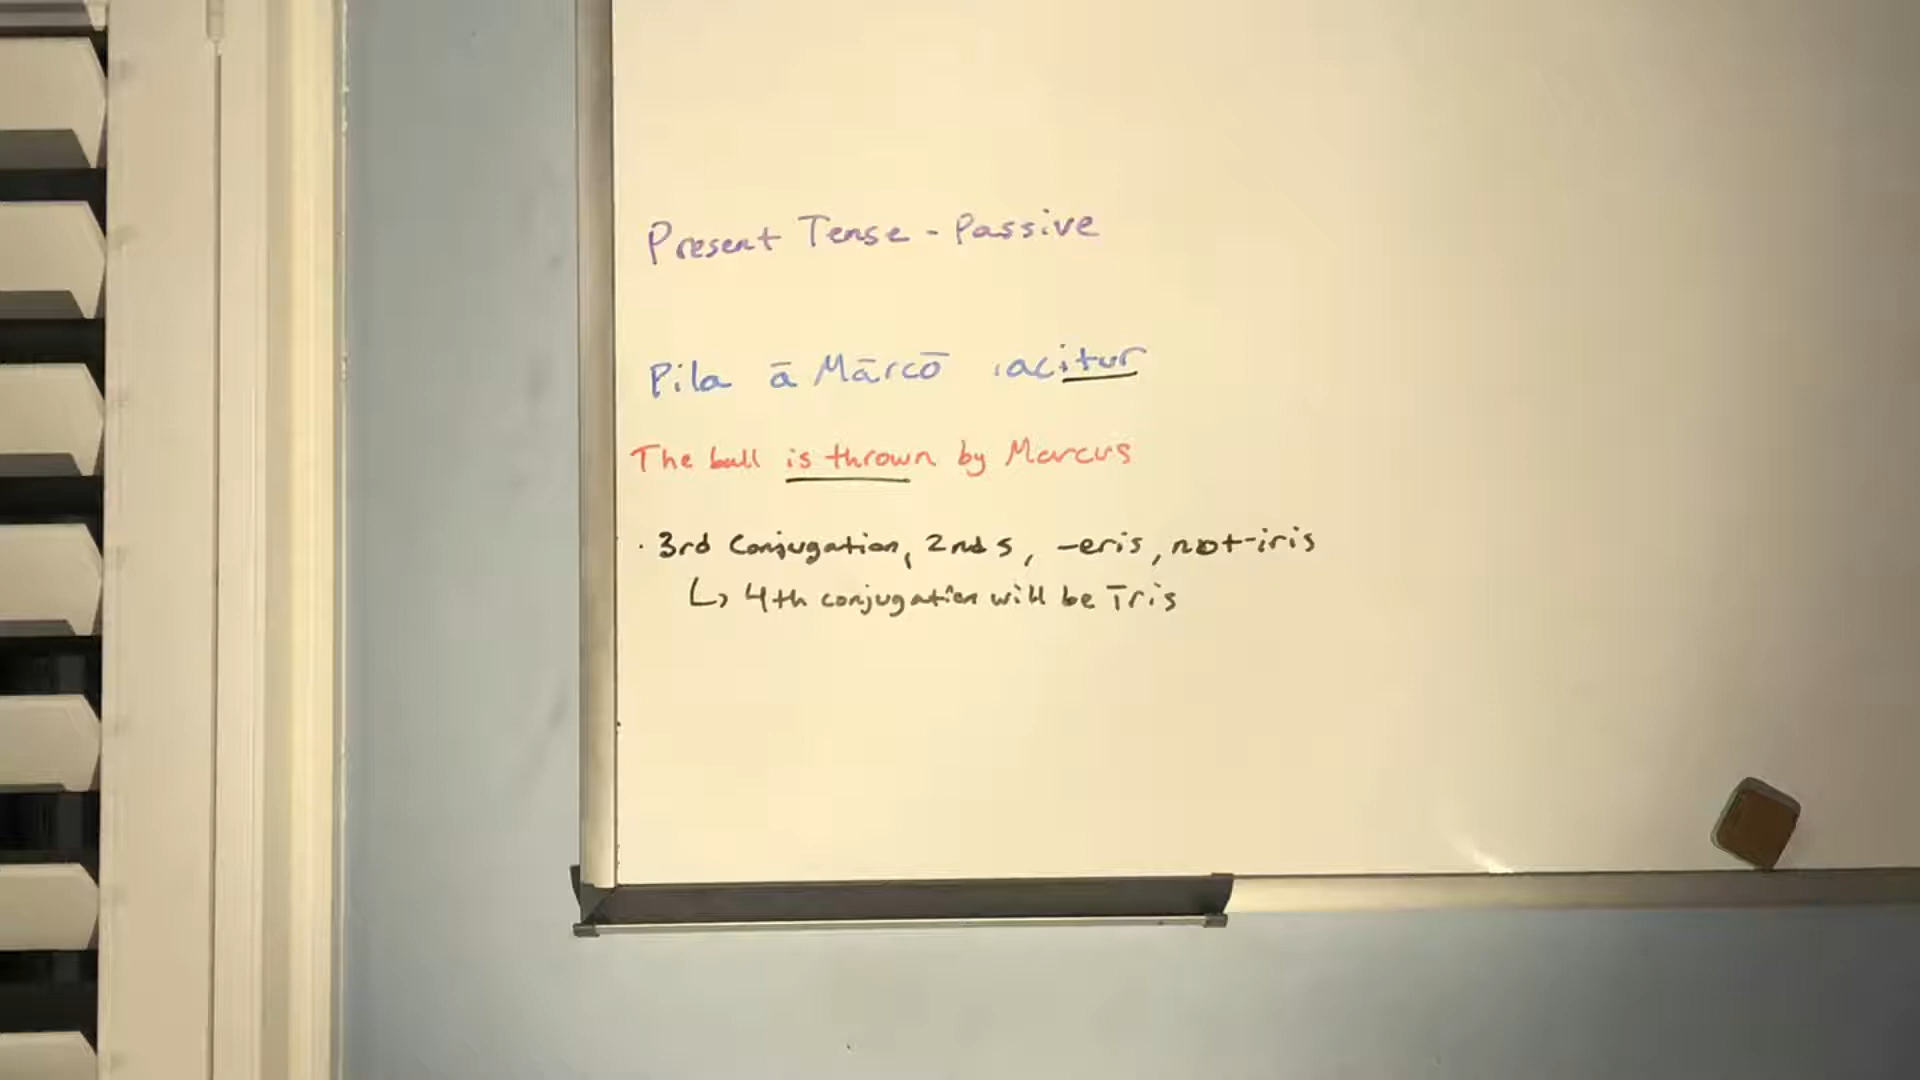 Present Tense - Passive
Pila ā Mārcō iacitur
The ball is thrown by Marcus
· 3rd Conjugation, 2nd s, -eris, not -iris
↳ 4th conjugation will be īris